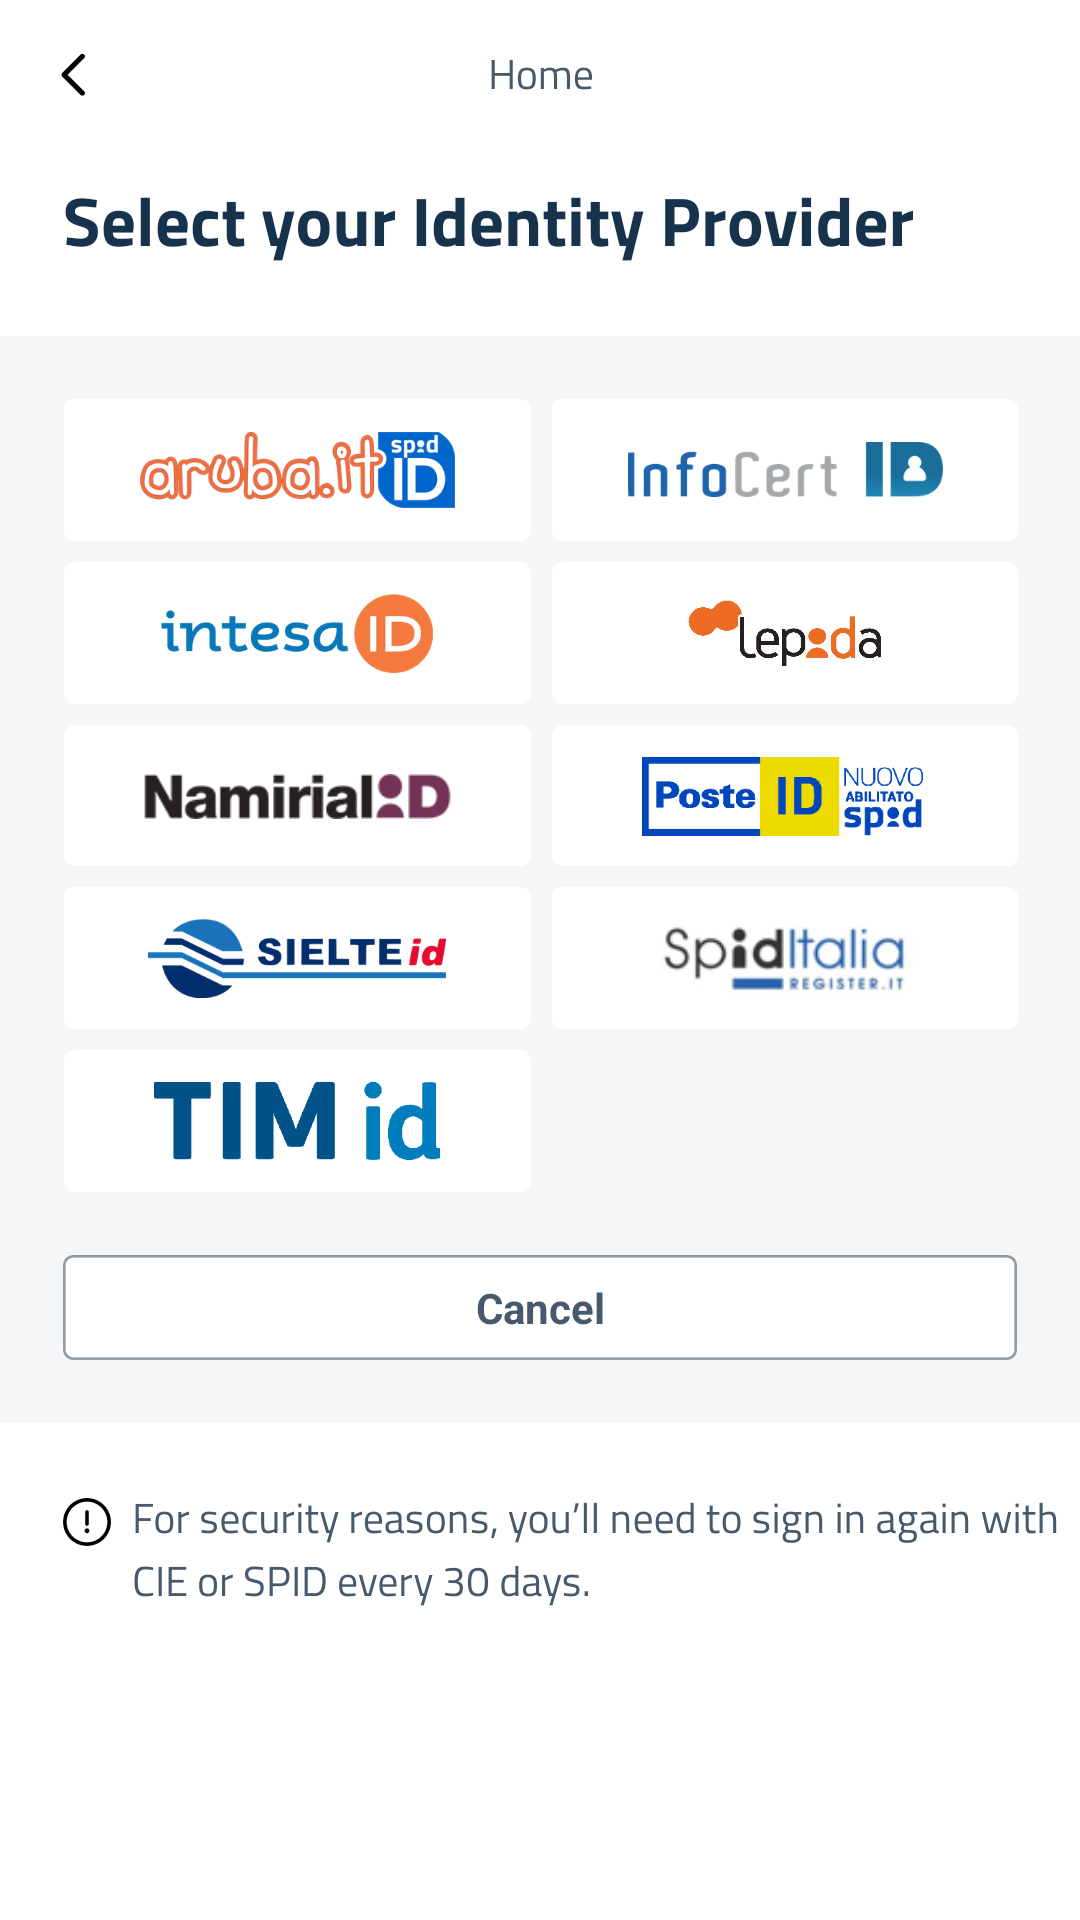 Home
Select your Identity Provider
aruba.it spid ID
InfoCert ID
intesa ID
lepida
Namirial ID
Poste ID NUOVO ABILITATO spid
SIELTE id
SpidItalia
REGISTER.IT
TIM id
Cancel
For security reasons, you’ll need to sign in again with
CIE or SPID every 30 days.